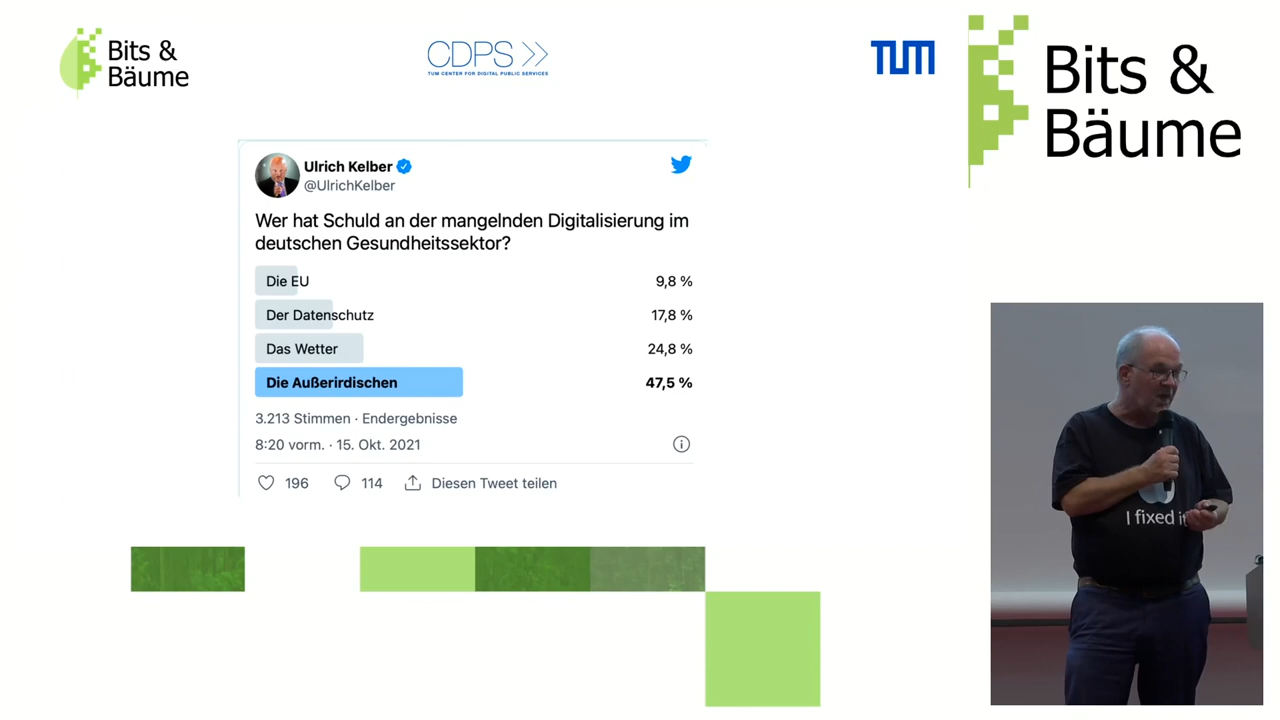 Bits &
Bäume
CDPS
TUM CENTER FOR DIGITAL PUBLIC SERVICES
TUM
Bits &
Bäume
Ulrich Kelber
@UlrichKelber
Wer hat Schuld an der mangelnden Digitalisierung im
deutschen Gesundheitssektor?
Die EU 9,8 %
Der Datenschutz 17,8 %
Das Wetter 24,8 %
Die Außerirdischen 47,5 %
3.213 Stimmen · Endergebnisse
8:20 vorm. · 15. Okt. 2021
196 114 Diesen Tweet teilen
I fixed it